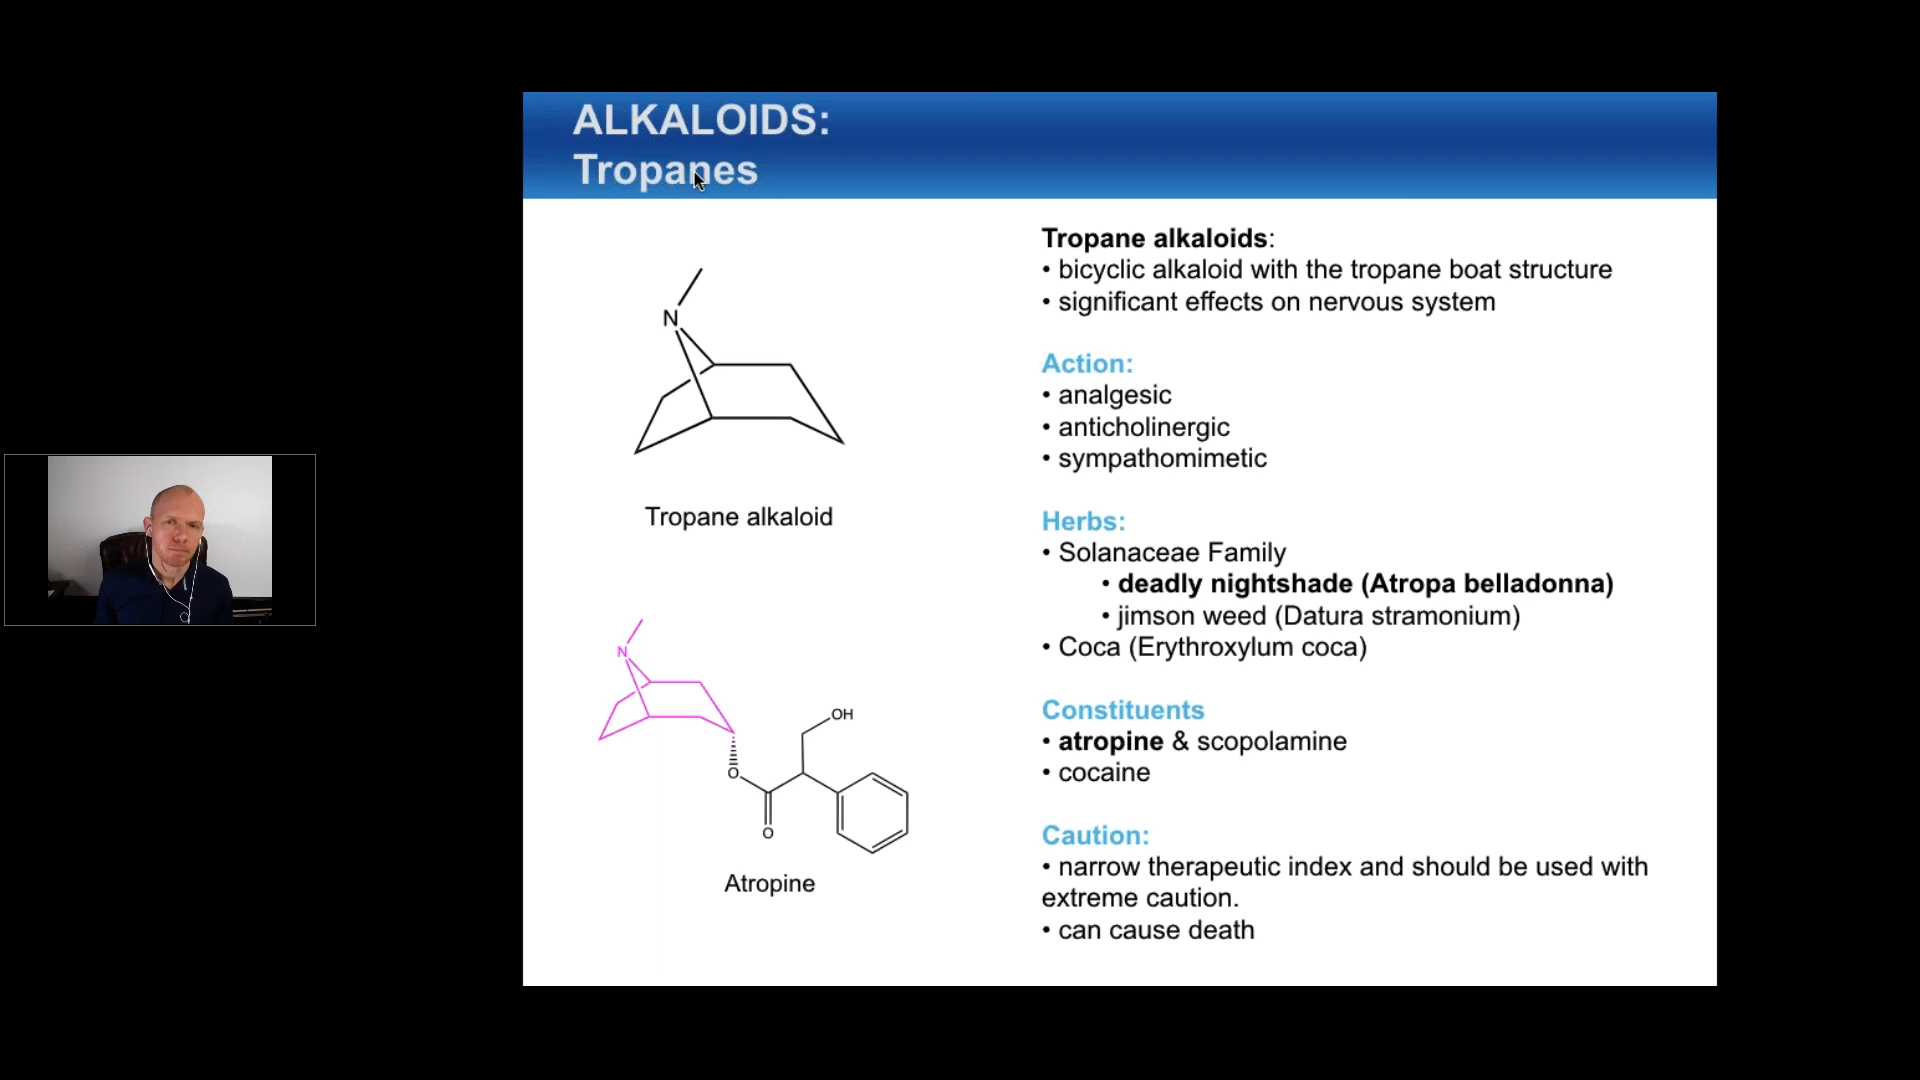 ALKALOIDS:
Tropanes
N
Tropane alkaloid
N
OH
O
O
Atropine
Tropane alkaloids:
• bicyclic alkaloid with the tropane boat structure
• significant effects on nervous system
Action:
• analgesic
• anticholinergic
• sympathomimetic
Herbs:
• Solanaceae Family
• deadly nightshade (Atropa belladonna)
• jimson weed (Datura stramonium)
• Coca (Erythroxylum coca)
Constituents
• atropine & scopolamine
• cocaine
Caution:
• narrow therapeutic index and should be used with
extreme caution.
• can cause death